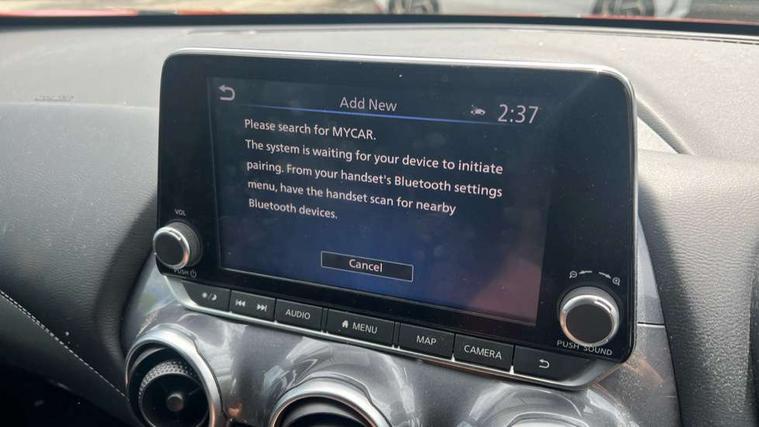 Add New
2:37
Please search for MYCAR.
The system is waiting for your device to initiate
pairing. From your handset's Bluetooth settings
menu, have the handset scan for nearby
Bluetooth devices.
Cancel
VOL
PUSH
AUDIO
MENU
MAP
CAMERA
PUSH SOUND